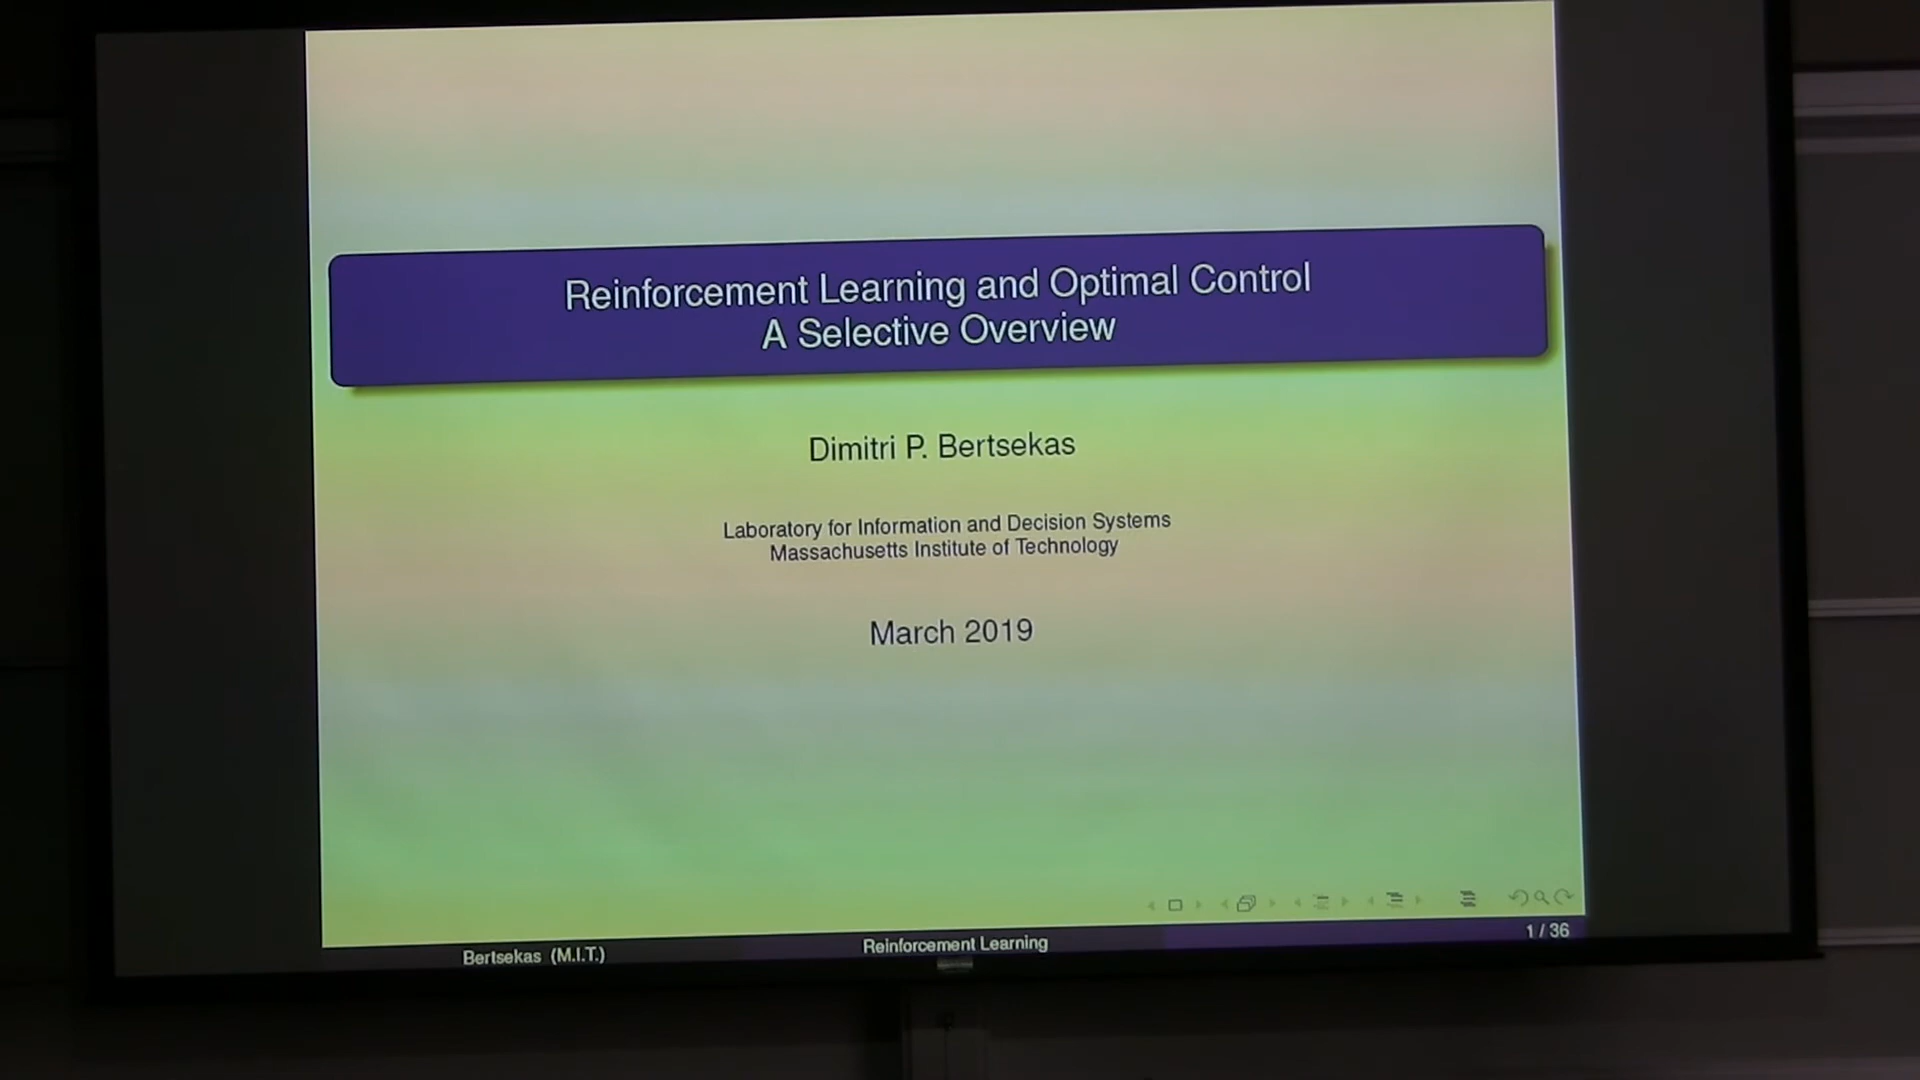 Reinforcement Learning and Optimal Control
A Selective Overview
Dimitri P. Bertsekas
Laboratory for Information and Decision Systems
Massachusetts Institute of Technology
March 2019
Bertsekas (M.I.T.)
Reinforcement Learning
1 / 36